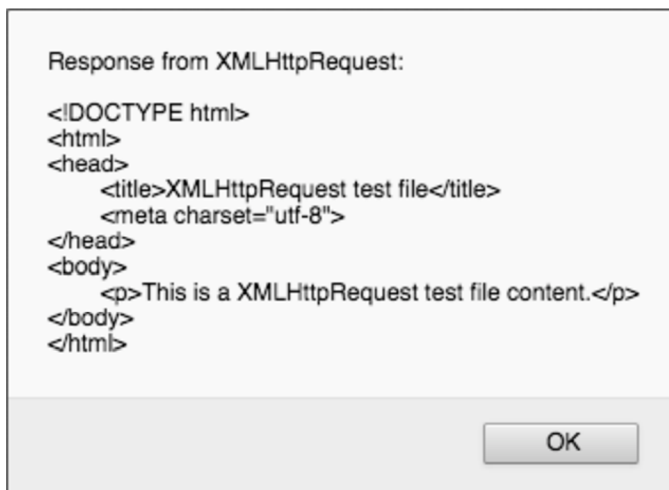 Response from XMLHttpRequest:
<!DOCTYPE html>
<html>
<head>
<title>XMLHttpRequest test file</title>
<meta charset="utf-8">
</head>
<body>
<p>This is a XMLHttpRequest test file content.</p>
</body>
</html>
OK